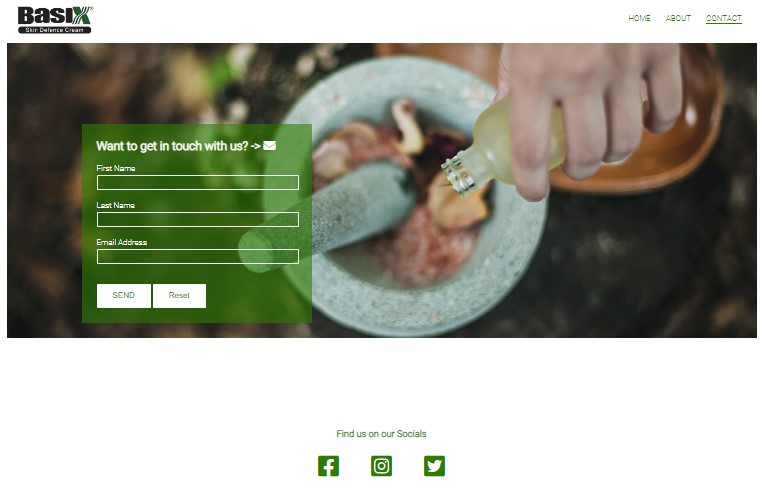 BasiX®
Skin Defence Cream
HOME ABOUT CONTACT
Want to get in touch with us? ->
First Name
Last Name
Email Address
SEND Reset
Find us on our Socials